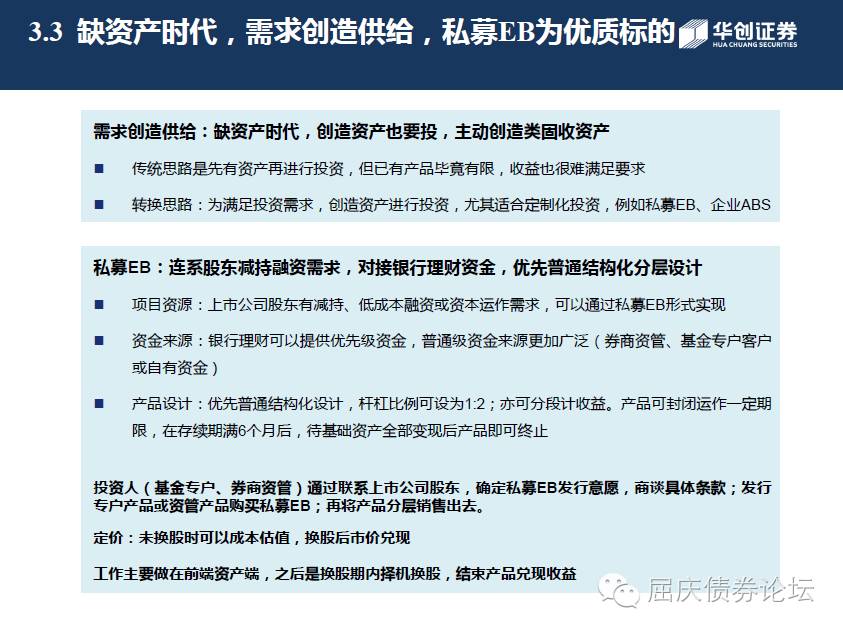 3.3 缺资产时代，需求创造供给，私募EB为优质标的
华创证券
HUA CHUANG SECURITIES
需求创造供给：缺资产时代，创造资产也要投，主动创造类固收资产
■ 传统思路是先有资产再进行投资，但已有产品毕竟有限，收益也很难满足要求
■ 转换思路：为满足投资需求，创造资产进行投资，尤其适合定制化投资，例如私募EB、企业ABS
私募EB：连系股东减持融资需求，对接银行理财资金，优先普通结构化分层设计
■ 项目资源：上市公司股东有减持、低成本融资或资本运作需求，可以通过私募EB形式实现
■ 资金来源：银行理财可以提供优先级资金，普通级资金来源更加广泛（券商资管、基金专户客户
或自有资金）
■ 产品设计：优先普通结构化设计，杆杠比例可设为1:2；亦可分段计收益。产品可封闭运作一定期
限，在存续期满6个月后，待基础资产全部变现后产品即可终止
投资人（基金专户、券商资管）通过联系上市公司股东，确定私募EB发行意愿，商谈具体条款；发行
专户产品或资管产品购买私募EB；再将产品分层销售出去。
定价：未换股时可以成本估值，换股后市价兑现
工作主要做在前端资产端，之后是换股期内择机换股，结束产品兑现收益
屈庆债券论坛